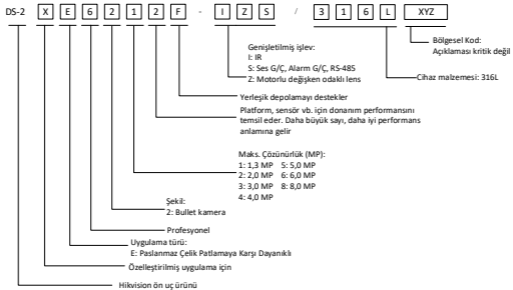 DS-2 X E 6 2 1 2 F - I Z S / 3 1 6 L XYZ
Bölgesel Kod:
Açıklaması kritik değil
Genişletilmiş işlev:
I: IR
S: Ses G/Ç, Alarm G/Ç, RS-485
Z: Motorlu değişken odaklı lens
Cihaz malzemesi: 316L
Yerleşik depolamayı destekler
Platform, sensör vb. için donanım performansını
temsil eder. Daha büyük sayı, daha iyi performans
anlamına gelir
Maks. Çözünürlük (MP):
1: 1,3 MP 5: 5,0 MP
2: 2,0 MP 6: 6,0 MP
3: 3,0 MP 8: 8,0 MP
4: 4,0 MP
Şekil:
2: Bullet kamera
Profesyonel
Uygulama türü:
E: Paslanmaz Çelik Patlamaya Karşı Dayanıklı
Özelleştirilmiş uygulama için
Hikvision ön uç ürünü